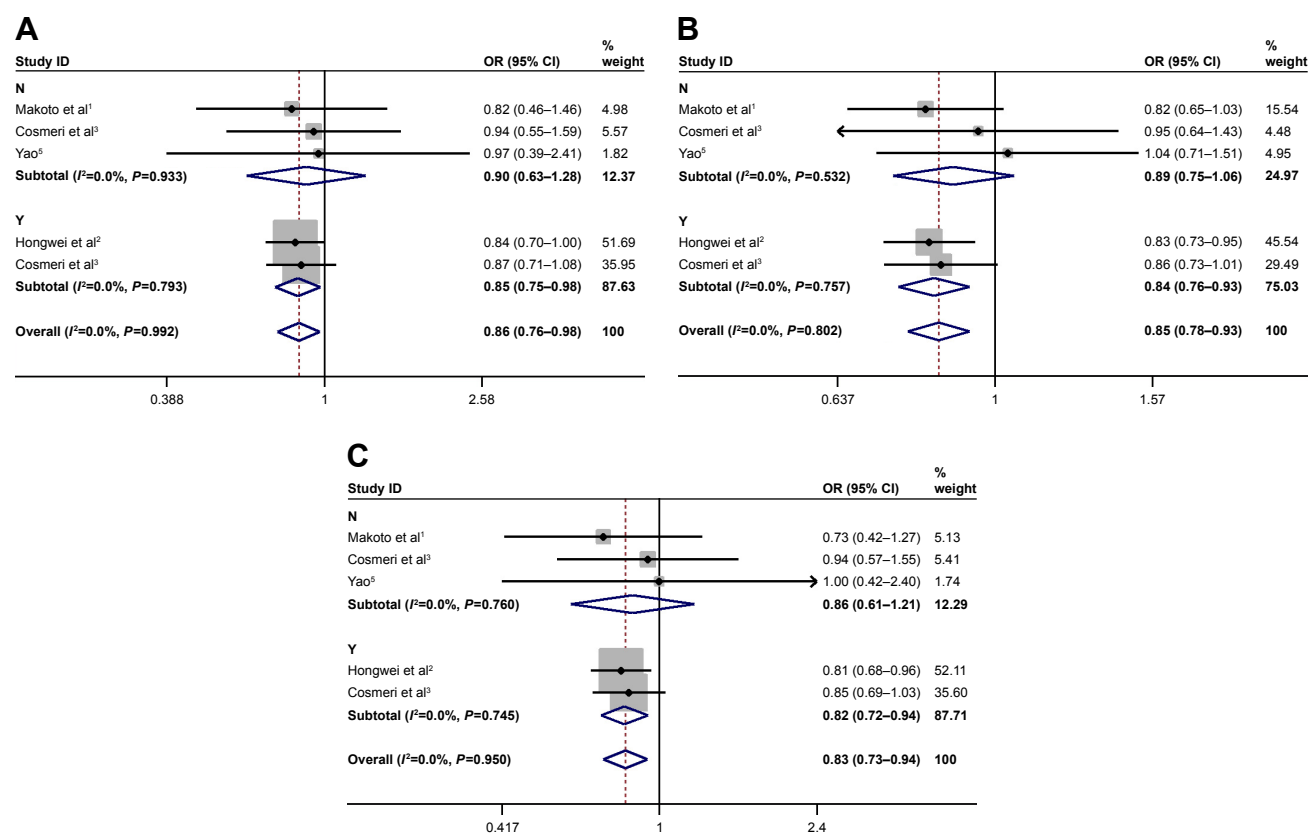 A
Study ID OR (95% CI) % weight
N
Makoto et al¹ 0.82 (0.46–1.46) 4.98
Cosmeri et al³ 0.94 (0.55–1.59) 5.57
Yao⁵ 0.97 (0.39–2.41) 1.82
Subtotal (I²=0.0%, P=0.933) 0.90 (0.63–1.28) 12.37
Y
Hongwei et al² 0.84 (0.70–1.00) 51.69
Cosmeri et al³ 0.87 (0.71–1.08) 35.95
Subtotal (I²=0.0%, P=0.793) 0.85 (0.75–0.98) 87.63
Overall (I²=0.0%, P=0.992) 0.86 (0.76–0.98) 100
0.388 1 2.58
B
Study ID OR (95% CI) % weight
N
Makoto et al¹ 0.82 (0.65–1.03) 15.54
Cosmeri et al³ 0.95 (0.64–1.43) 4.48
Yao⁵ 1.04 (0.71–1.51) 4.95
Subtotal (I²=0.0%, P=0.532) 0.89 (0.75–1.06) 24.97
Y
Hongwei et al² 0.83 (0.73–0.95) 45.54
Cosmeri et al³ 0.86 (0.73–1.01) 29.49
Subtotal (I²=0.0%, P=0.757) 0.84 (0.76–0.93) 75.03
Overall (I²=0.0%, P=0.802) 0.85 (0.78–0.93) 100
0.637 1 1.57
C
Study ID OR (95% CI) % weight
N
Makoto et al¹ 0.73 (0.42–1.27) 5.13
Cosmeri et al³ 0.94 (0.57–1.55) 5.41
Yao⁵ 1.00 (0.42–2.40) 1.74
Subtotal (I²=0.0%, P=0.760) 0.86 (0.61–1.21) 12.29
Y
Hongwei et al² 0.81 (0.68–0.96) 52.11
Cosmeri et al³ 0.85 (0.69–1.03) 35.60
Subtotal (I²=0.0%, P=0.745) 0.82 (0.72–0.94) 87.71
Overall (I²=0.0%, P=0.950) 0.83 (0.73–0.94) 100
0.417 1 2.4